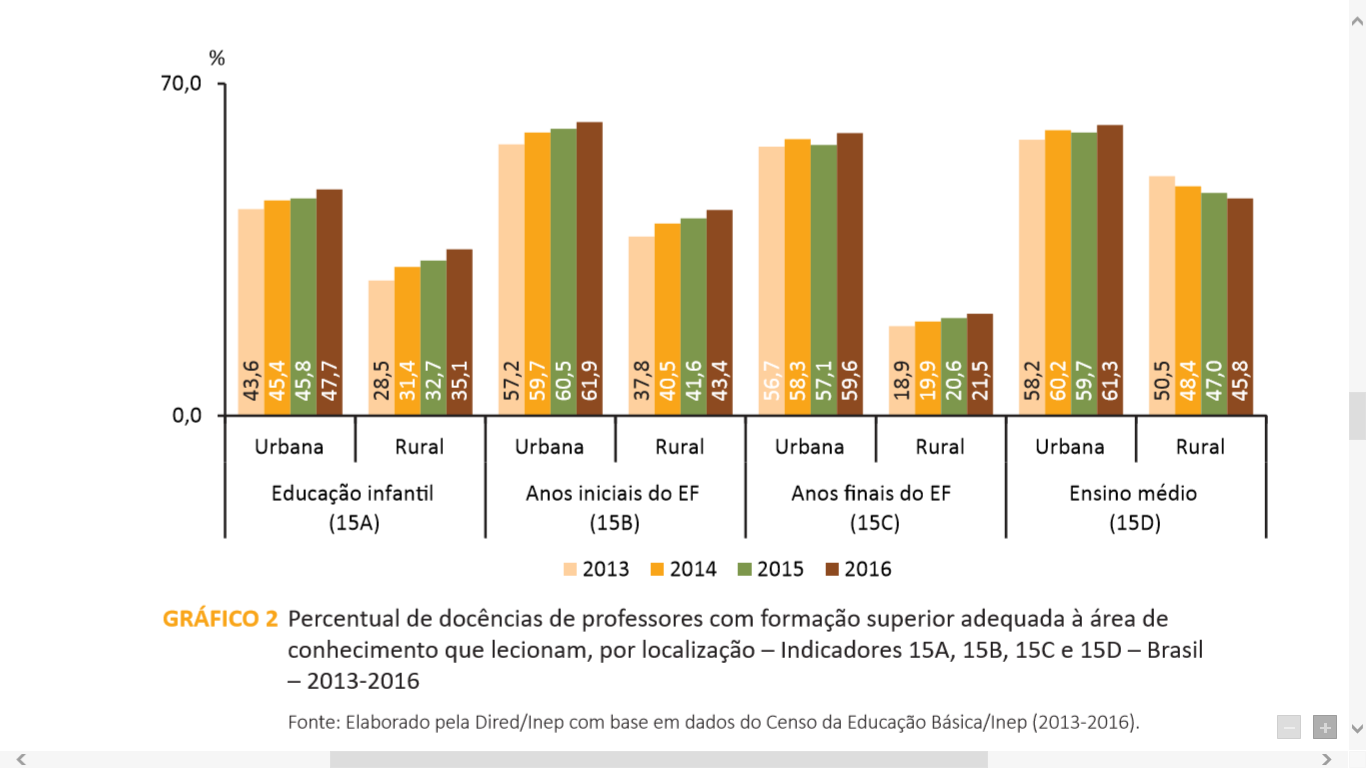 %
70,0
0,0
43,6 45,4 45,8 47,7 28,5 31,4 32,7 35,1 57,2 59,7 60,5 61,9 37,8 40,5 41,6 43,4 56,7 58,3 57,1 59,6 18,9 19,9 20,6 21,5 58,2 60,2 59,7 61,3 50,5 48,4 47,0 45,8
Urbana Rural Urbana Rural Urbana Rural Urbana Rural
Educação infantil Anos iniciais do EF Anos finais do EF Ensino médio
(15A) (15B) (15C) (15D)
2013 2014 2015 2016
GRÁFICO 2 Percentual de docências de professores com formação superior adequada à área de
conhecimento que lecionam, por localização – Indicadores 15A, 15B, 15C e 15D – Brasil
– 2013-2016
Fonte: Elaborado pela Dired/Inep com base em dados do Censo da Educação Básica/Inep (2013-2016).